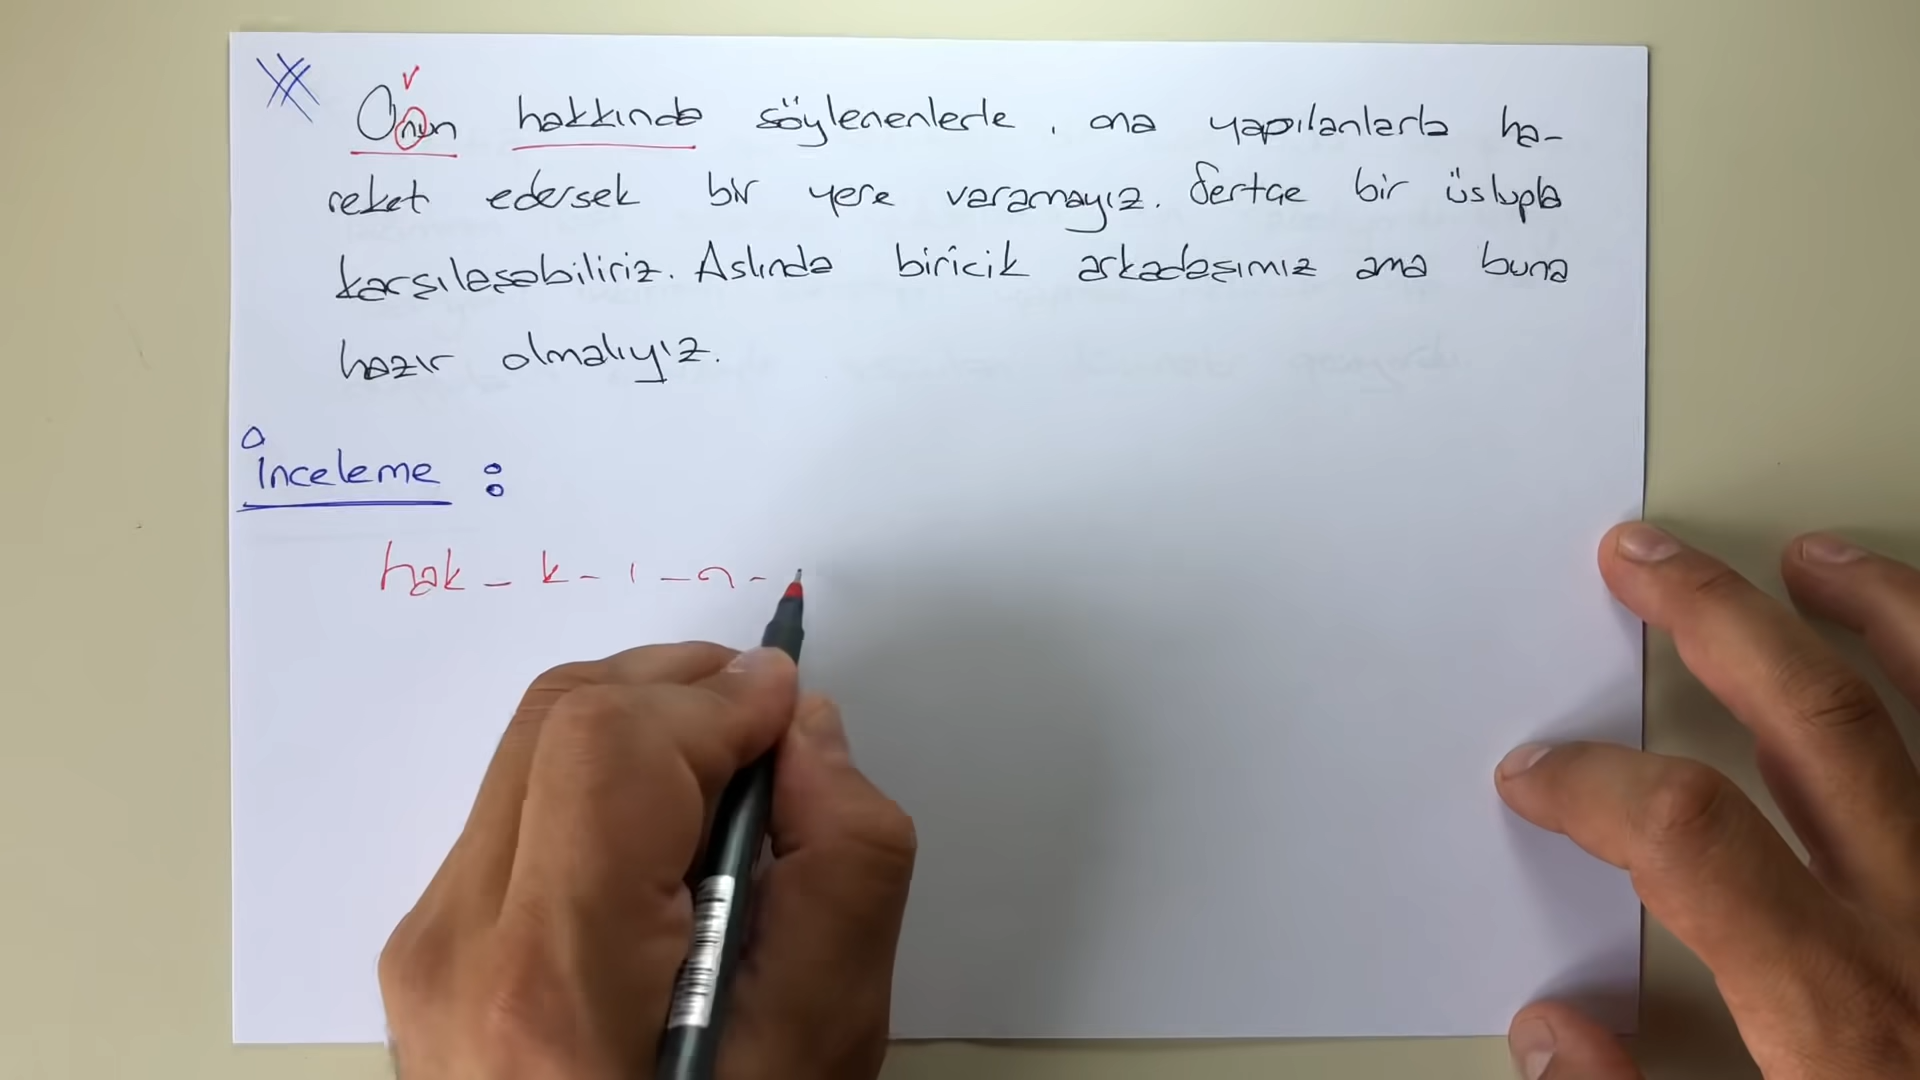 Onun hakkında söylenenlerle, ona yapılanlarla ha-
reket edersek bir yere varamayız. Sertçe bir üslupla
karşılaşabiliriz. Aslında biricik arkadaşımız ama buna
hazır olmalıyız.
İnceleme :
hak - k - ı - n -